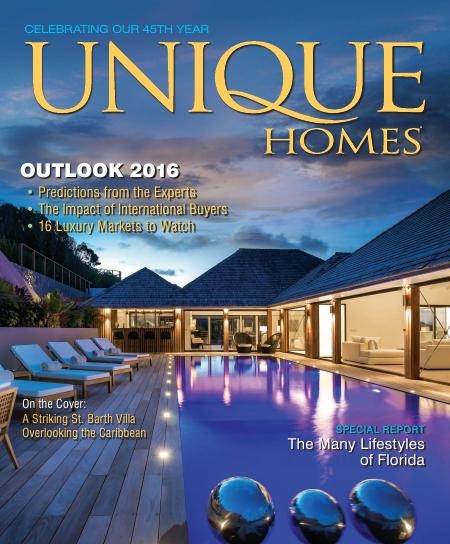 CELEBRATING OUR 45TH YEAR
UNIQUE
HOMES
OUTLOOK 2016
• Predictions from the Experts
• The Impact of International Buyers
• 16 Luxury Markets to Watch
On the Cover:
A Striking St. Barth Villa
Overlooking the Caribbean
SPECIAL REPORT
The Many Lifestyles
of Florida